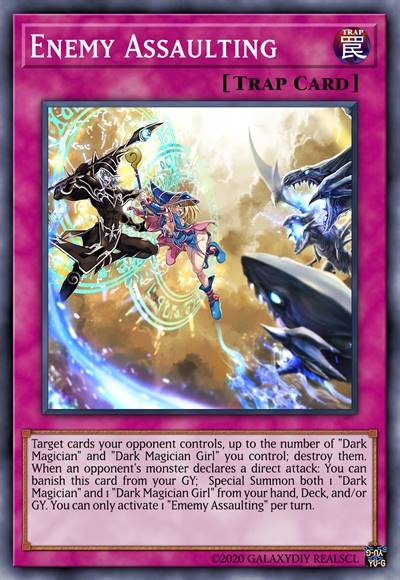 ENEMY ASSAULTING
TRAP
罠
[TRAP CARD]
Target cards your opponent controls, up to the number of "Dark
Magician" and "Dark Magician Girl" you control; destroy them.
When an opponent's monster declares a direct attack: You can
banish this card from your GY; Special Summon both 1 "Dark
Magician" and 1 "Dark Magician Girl" from your hand, Deck, and/or
GY. You can only activate 1 "Ememy Assaulting" per turn.
©2020 GALAXYDIY REALSCL
YU-G